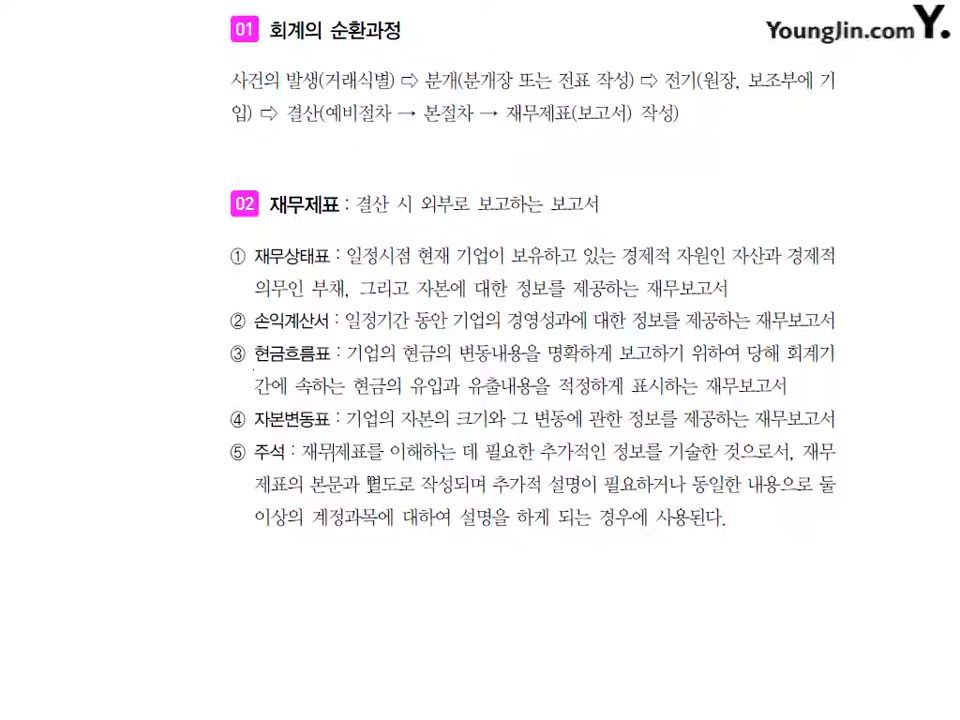 01 회계의 순환과정
YoungJin.com Y.
사건의 발생(거래식별) ⇨ 분개(분개장 또는 전표 작성) ⇨ 전기(원장, 보조부에 기
입) ⇨ 결산(예비절차 → 본절차 → 재무제표(보고서) 작성)
02 재무제표 : 결산 시 외부로 보고하는 보고서
① 재무상태표 : 일정시점 현재 기업이 보유하고 있는 경제적 자원인 자산과 경제적
의무인 부채, 그리고 자본에 대한 정보를 제공하는 재무보고서
② 손익계산서 : 일정기간 동안 기업의 경영성과에 대한 정보를 제공하는 재무보고서
③ 현금흐름표 : 기업의 현금의 변동내용을 명확하게 보고하기 위하여 당해 회계기
간에 속하는 현금의 유입과 유출내용을 적정하게 표시하는 재무보고서
④ 자본변동표 : 기업의 자본의 크기와 그 변동에 관한 정보를 제공하는 재무보고서
⑤ 주석 : 재무제표를 이해하는 데 필요한 추가적인 정보를 기술한 것으로서, 재무
제표의 본문과 별도로 작성되며 추가적 설명이 필요하거나 동일한 내용으로 둘
이상의 계정과목에 대하여 설명을 하게 되는 경우에 사용된다.